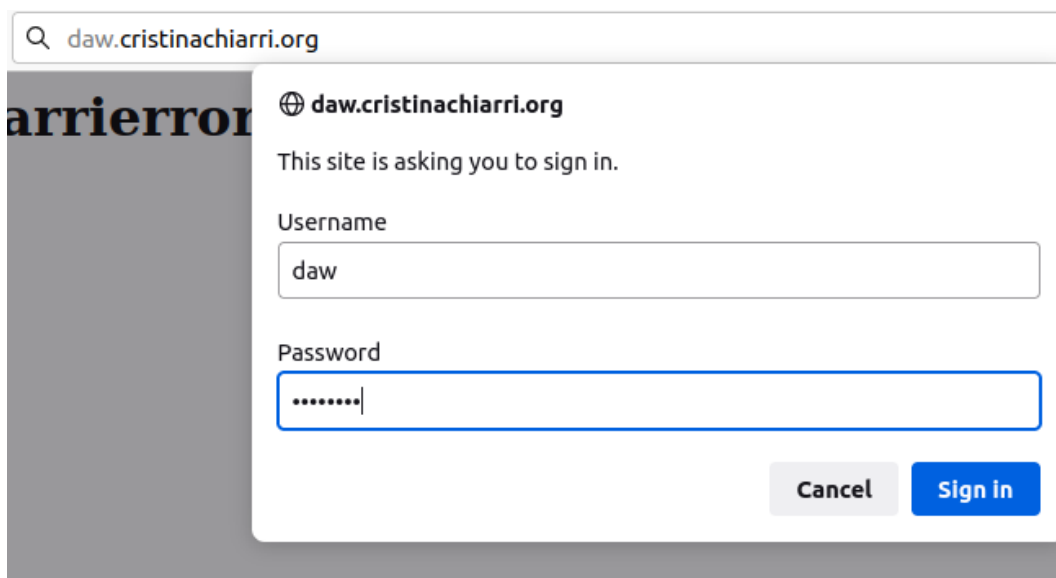 daw.cristinachiarri.org
arrierror
daw.cristinachiarri.org
This site is asking you to sign in.
Username
daw
Password
••••••••
Cancel
Sign in